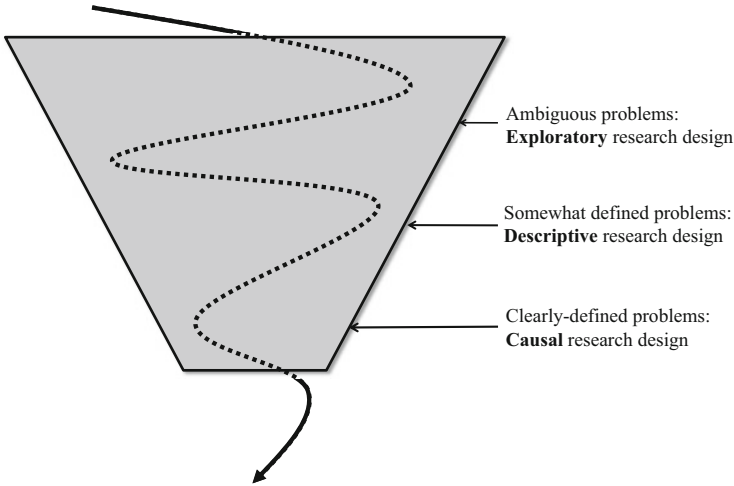 Ambiguous problems:
Exploratory research design
Somewhat defined problems:
Descriptive research design
Clearly-defined problems:
Causal research design